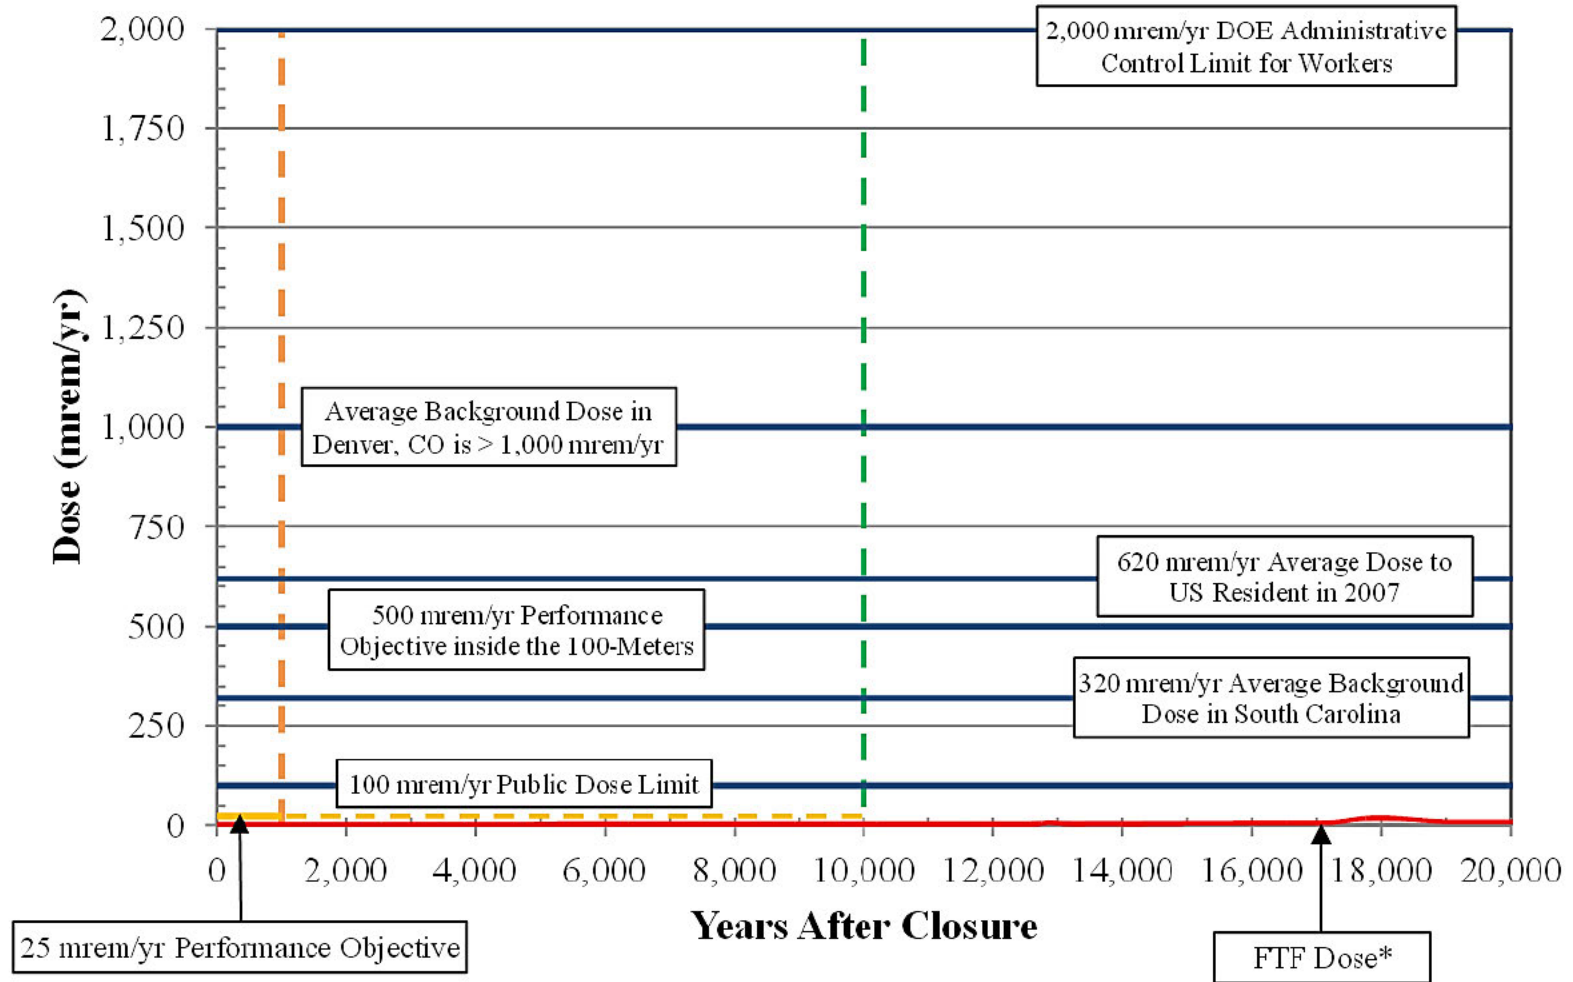 2,000
1,750
1,500
1,250
1,000
750
500
250
0
Dose (mrem/yr)
2,000 mrem/yr DOE Administrative
Control Limit for Workers
Average Background Dose in
Denver, CO is > 1,000 mrem/yr
620 mrem/yr Average Dose to
US Resident in 2007
500 mrem/yr Performance
Objective inside the 100-Meters
320 mrem/yr Average Background
Dose in South Carolina
100 mrem/yr Public Dose Limit
0 2,000 4,000 6,000 8,000 10,000 12,000 14,000 16,000 18,000 20,000
Years After Closure
25 mrem/yr Performance Objective
FTF Dose*